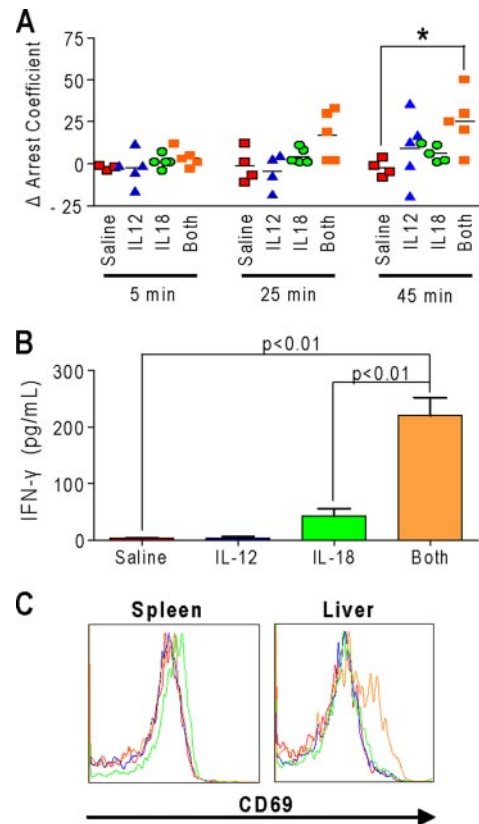 A
Δ Arrest Coefficient
75
50
25
0
- 25
*
Saline
IL12
IL18
Both
Saline
IL12
IL18
Both
Saline
IL12
IL18
Both
5 min
25 min
45 min
B
IFN-γ (pg/mL)
300
200
100
0
p<0.01
p<0.01
Saline
IL-12
IL-18
Both
C
Spleen
Liver
CD69